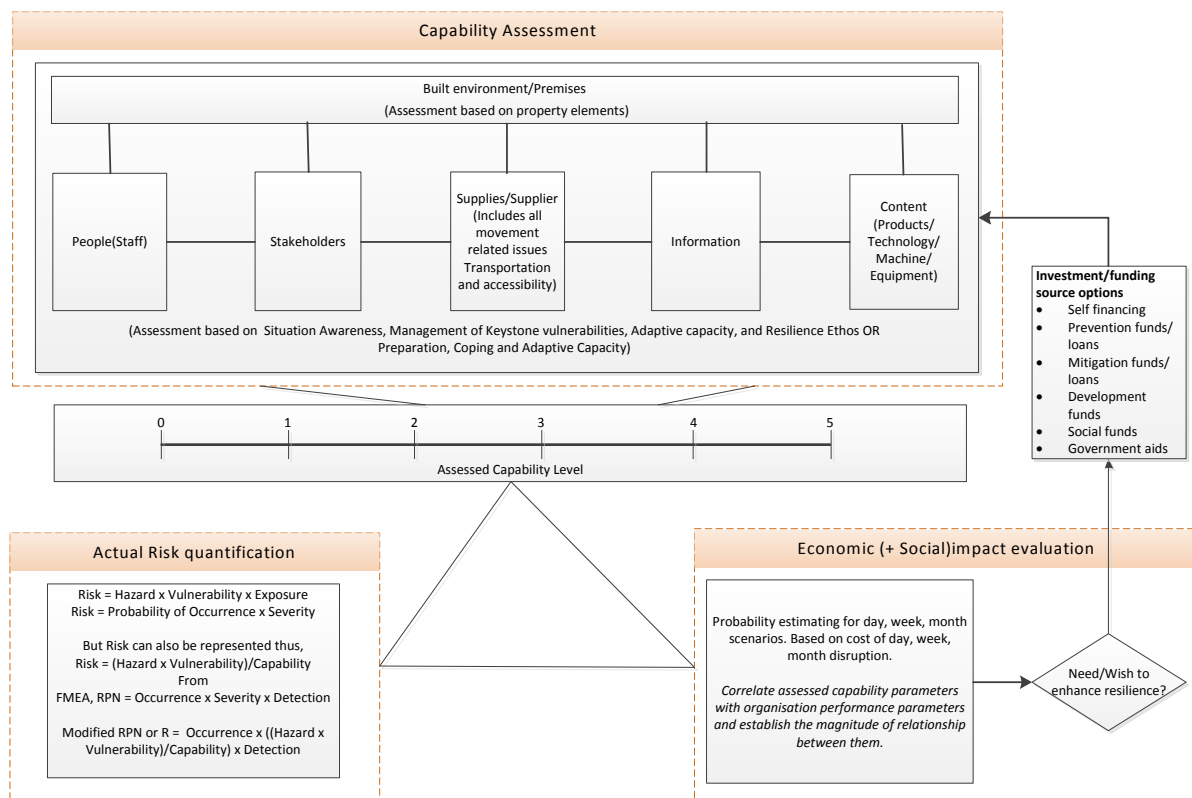 Capability Assessment
Built environment/Premises
(Assessment based on property elements)
People(Staff)
Stakeholders
Supplies/Supplier
(Includes all
movement
related issues
Transportation
and accessibility)
Information
Content
(Products/
Technology/
Machine/
Equipment)
(Assessment based on  Situation Awareness, Management of Keystone vulnerabilities, Adaptive capacity, and Resilience Ethos OR
Preparation, Coping and Adaptive Capacity)
Investment/funding
source options
• Self financing
• Prevention funds/
loans
• Mitigation funds/
loans
• Development
funds
• Social funds
• Government aids
0 1 2 3 4 5
Assessed Capability Level
Actual Risk quantification
Risk = Hazard x Vulnerability x Exposure
Risk = Probability of Occurrence x Severity
But Risk can also be represented thus,
Risk = (Hazard x Vulnerability)/Capability
From
FMEA, RPN = Occurrence x Severity x Detection
Modified RPN or R =  Occurrence x ((Hazard x
Vulnerability)/Capability) x Detection
Economic (+ Social)impact evaluation
Probability estimating for day, week, month
scenarios. Based on cost of day, week,
month disruption.
Correlate assessed capability parameters
with organisation performance parameters
and establish the magnitude of relationship
between them.
Need/Wish to
enhance resilience?